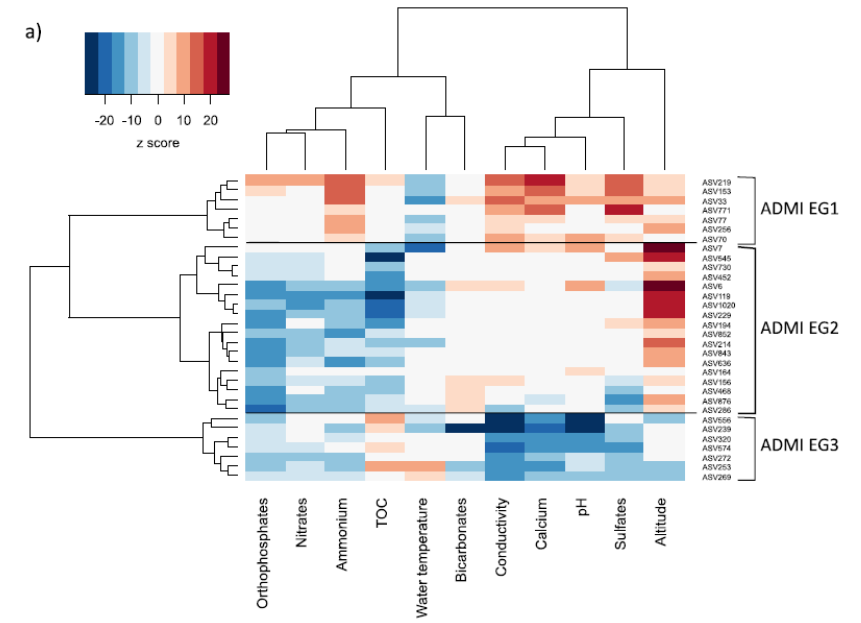 a)
-20 -10 0 10 20
z score
ASV219
ASV153
ASV33
ASV771
ASV77
ASV256
ASV70
ADMI EG1
ASV7
ASV545
ASV730
ASV452
ASV6
ASV119
ASV1020
ASV229
ASV194
ASV852
ASV214
ASV843
ASV636
ASV164
ASV156
ASV468
ASV876
ASV286
ADMI EG2
ASV556
ASV239
ASV320
ASV574
ASV272
ASV253
ASV269
ADMI EG3
Orthophosphates
Nitrates
Ammonium
TOC
Water temperature
Bicarbonates
Conductivity
Calcium
pH
Sulfates
Altitude